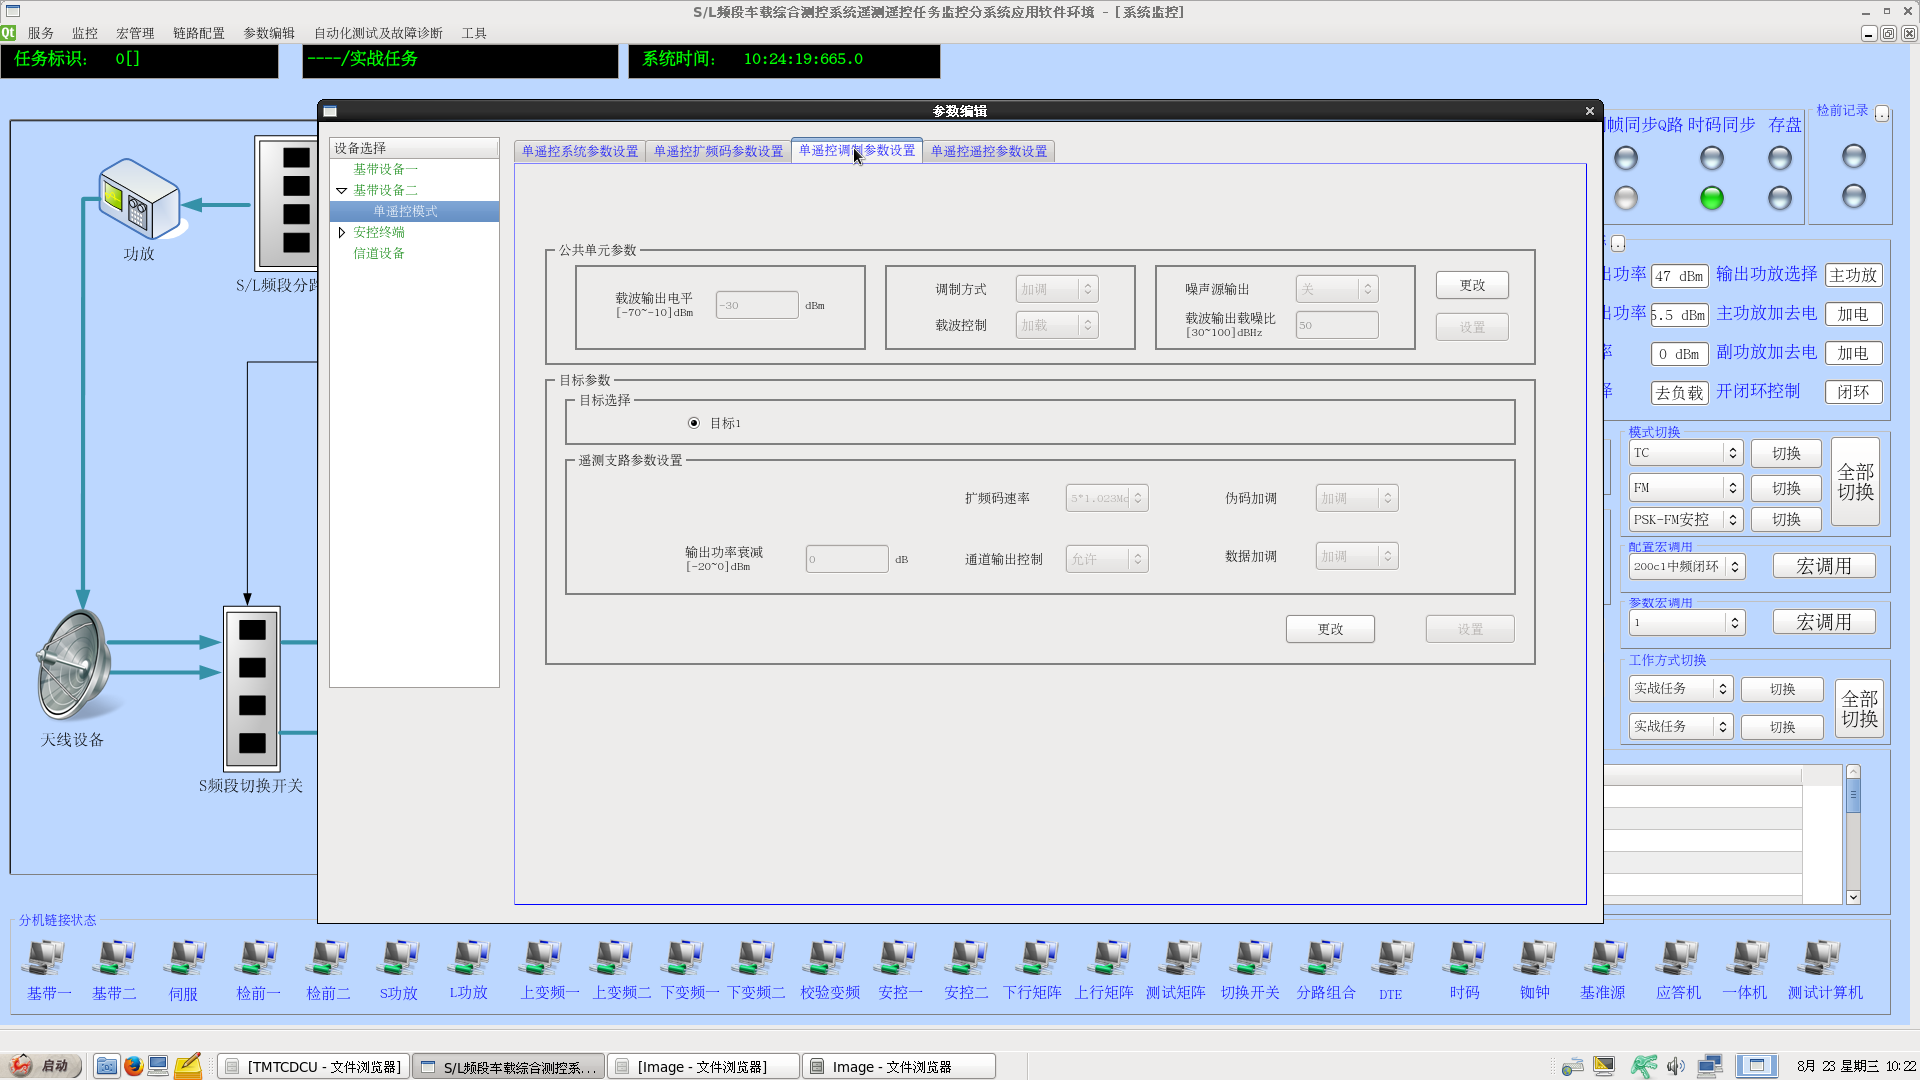 S/L频段车载综合测控系统遥测遥控任务监控分系统应用软件环境 - [系统监控]
服务 监控 宏管理 链路配置 参数编辑 自动化测试及故障诊断 工具
任务标识: 0[]
----/实战任务
系统时间: 10:24:19:665.0
参数编辑
设备选择
基带设备一
基带设备二
单遥控模式
安控终端
信道设备
单遥控系统参数设置 单遥控扩频码参数设置 单遥控调制参数设置 单遥控遥控参数设置
公共单元参数
载波输出电平
[-70~-10]dBm
-30 dBm
调制方式 加调
载波控制 加载
噪声源输出 关
载波输出载噪比
[30~100]dBHz
50
更改
设置
目标参数
目标选择
目标1
遥测支路参数设置
扩频码速率 5*1.023Mc
伪码加调 加调
输出功率衰减
[-20~0]dBm
0 dB
通道输出控制 允许
数据加调 加调
更改 设置
功放
S/L频段分路
天线设备
S频段切换开关
帧同步Q路 时码同步 存盘
检前记录
出功率 47 dBm 输出功放选择 主功放
出功率 5.5 dBm 主功放加去电 加电
率 0 dBm 副功放加去电 加电
择 去负载 开闭环控制 闭环
模式切换
TC 切换
FM 切换
PSK-FM安控 切换
全部
切换
配置宏调用
200c1中频闭环 宏调用
参数宏调用
1 宏调用
工作方式切换
实战任务 切换
实战任务 切换
全部
切换
分机链接状态
基带一 基带二 伺服 检前一 检前二 S功放 L功放 上变频一 上变频二 下变频一 下变频二 校验变频 安控一 安控二 下行矩阵 上行矩阵 测试矩阵 切换开关 分路组合 DTE 时码 铷钟 基准源 应答机 一体机 测试计算机
启动
[TMTCDCU - 文件浏览器]
S/L频段车载综合测控系...
[Image - 文件浏览器]
Image - 文件浏览器
8月 23 星期三 10:22